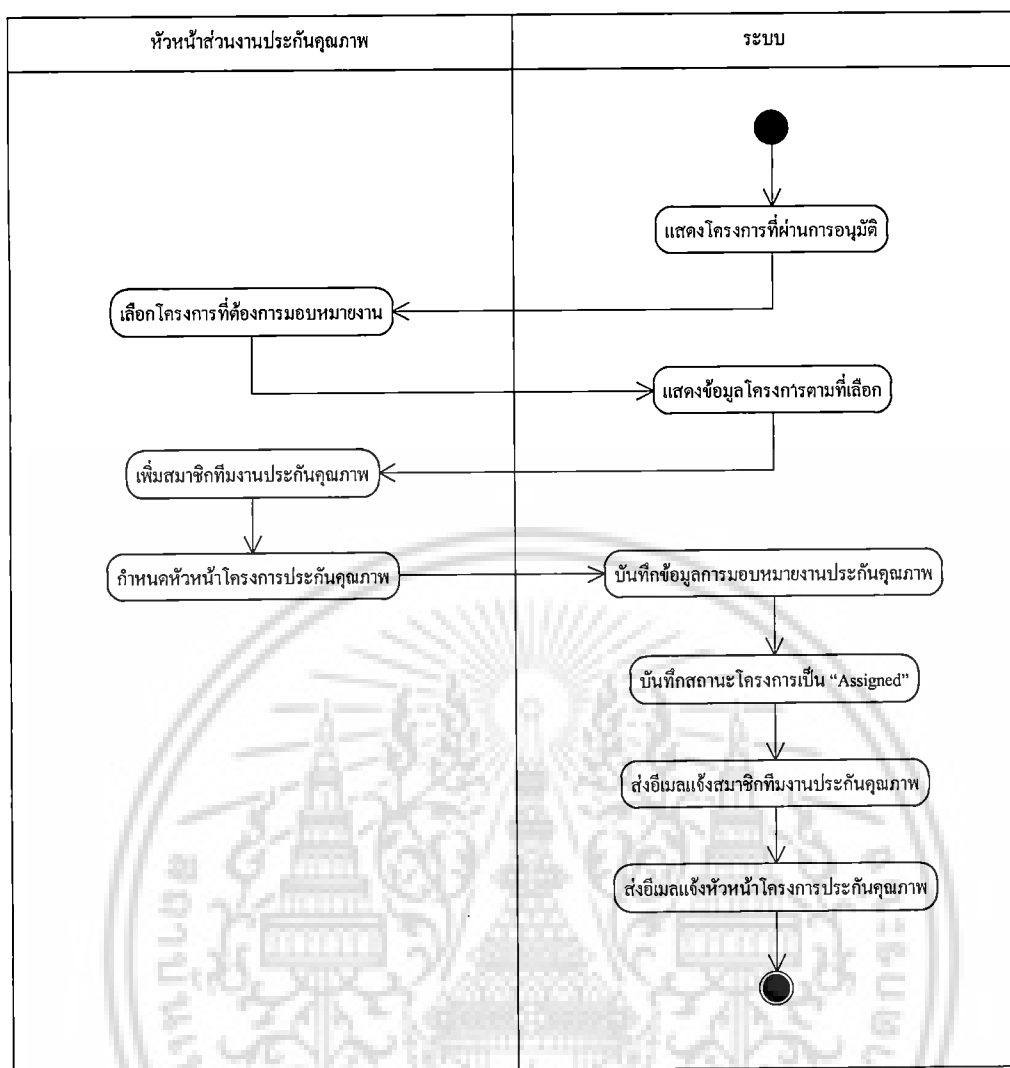 หัวหน้าส่วนงานประกันคุณภาพ
ระบบ
แสดงโครงการที่ผ่านการอนุมัติ
เลือกโครงการที่ต้องการมอบหมายงาน
แสดงข้อมูลโครงการตามที่เลือก
เพิ่มสมาชิกทีมงานประกันคุณภาพ
กำหนดหัวหน้าโครงการประกันคุณภาพ
บันทึกข้อมูลการมอบหมายงานประกันคุณภาพ
บันทึกสถานะโครงการเป็น “Assigned”
ส่งอีเมลแจ้งสมาชิกทีมงานประกันคุณภาพ
ส่งอีเมลแจ้งหัวหน้าโครงการประกันคุณภาพ